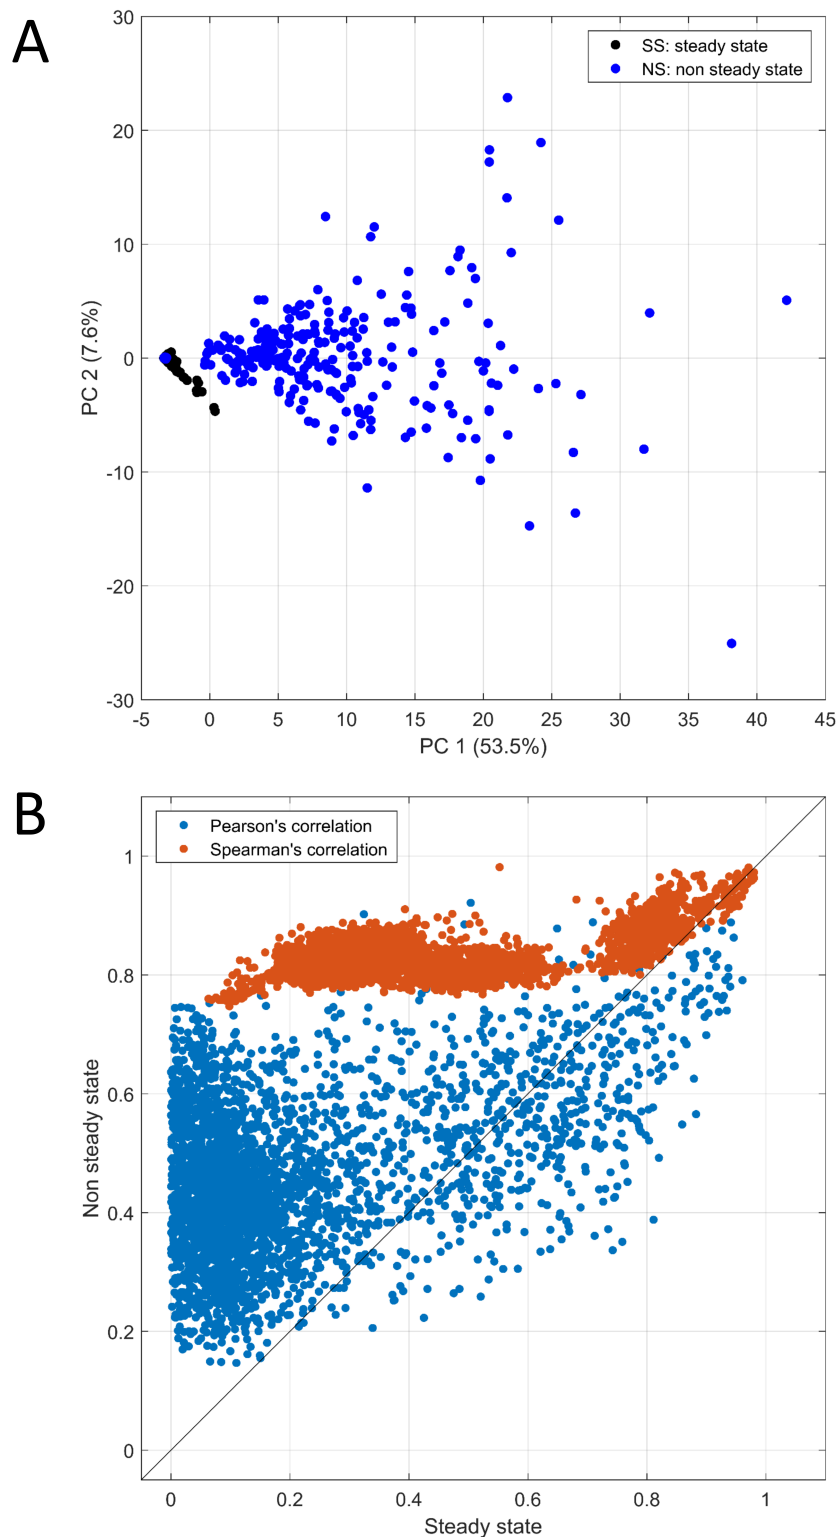 A
30
20
10
0
-10
-20
-30
PC 2 (7.6%)
SS: steady state
NS: non steady state
-5 0 5 10 15 20 25 30 35 40 45
PC 1 (53.5%)
B
Pearson's correlation
Spearman's correlation
1
0.8
0.6
0.4
0.2
0
Non steady state
0 0.2 0.4 0.6 0.8 1
Steady state